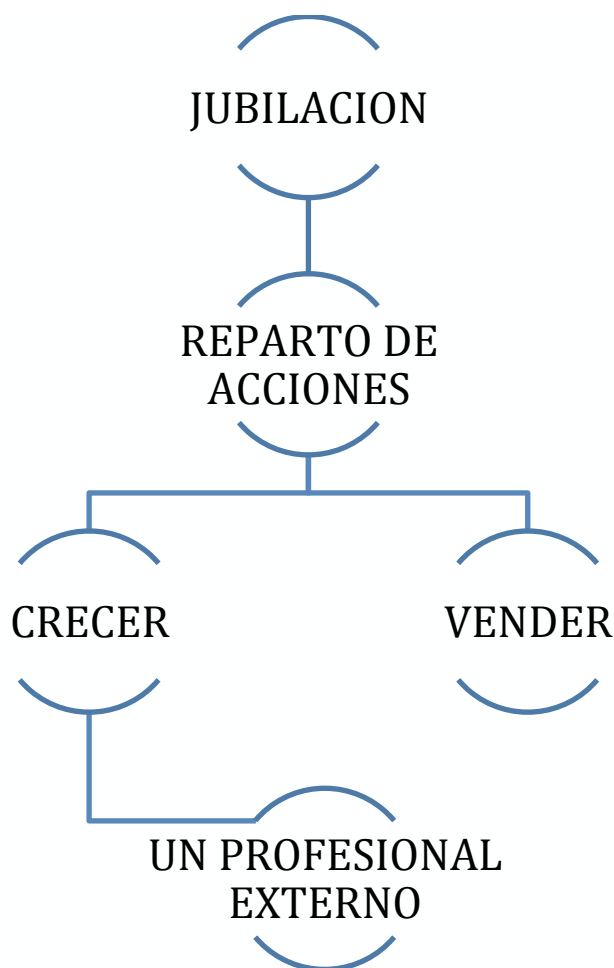 JUBILACION
REPARTO DE
ACCIONES
CRECER
VENDER
UN PROFESIONAL
EXTERNO